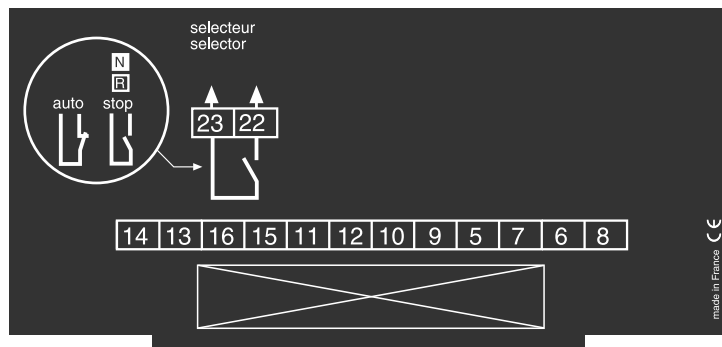 selecteur
selector
N
R
auto stop
23 22
14 13 16 15 11 12 10 9 5 7 6 8
made in France CE